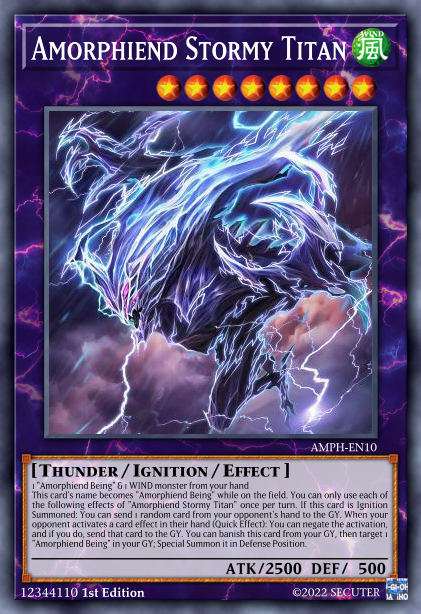 AMORPHIEND STORMY TITAN
WIND
風
AMPH-EN10
[THUNDER / IGNITION / EFFECT ]
1 "Amorphiend Being" & 1 WIND monster from your hand
This card's name becomes "Amorphiend Being" while on the field. You can only use each
of the following effects of "Amorphiend Stormy Titan" once per turn. If this card is Ignition
Summoned: You can send 1 random card from your opponent's hand to the GY. When your
opponent activates a card effect in their hand (Quick Effect): You can negate the activation,
and if you do, send that card to the GY. You can banish this card from your GY, then target 1
"Amorphiend Being" in your GY; Special Summon it in Defense Position.
ATK/2500 DEF/ 500
12344110 1st Edition
©2022 SECUTER